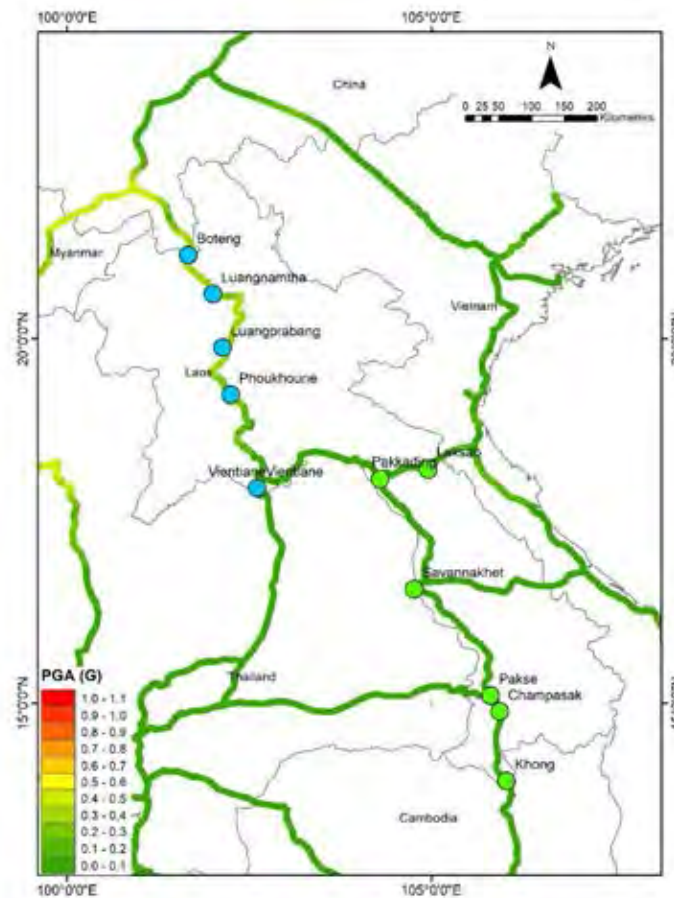 100°0'0"E 105°0'0"E
N
China
0 25 50 100 150 200
Kilometers
Boteng
Myanmar
Luangnamtha
Vietnam
Luangprabang
20°0'0"N
Laos
Phoukhoune
Laksao
Pakkading
VientianeVientiane
Savannakhet
PGA (G)
Thailand
Pakse
15°0'0"N
Champasak
1.0 - 1.1
0.9 - 1.0
0.8 - 0.9
0.7 - 0.8
0.6 - 0.7
0.5 - 0.6
0.4 - 0.5
0.3 - 0.4
0.2 - 0.3
0.1 - 0.2
0.0 - 0.1
Khong
Cambodia
100°0'0"E 105°0'0"E